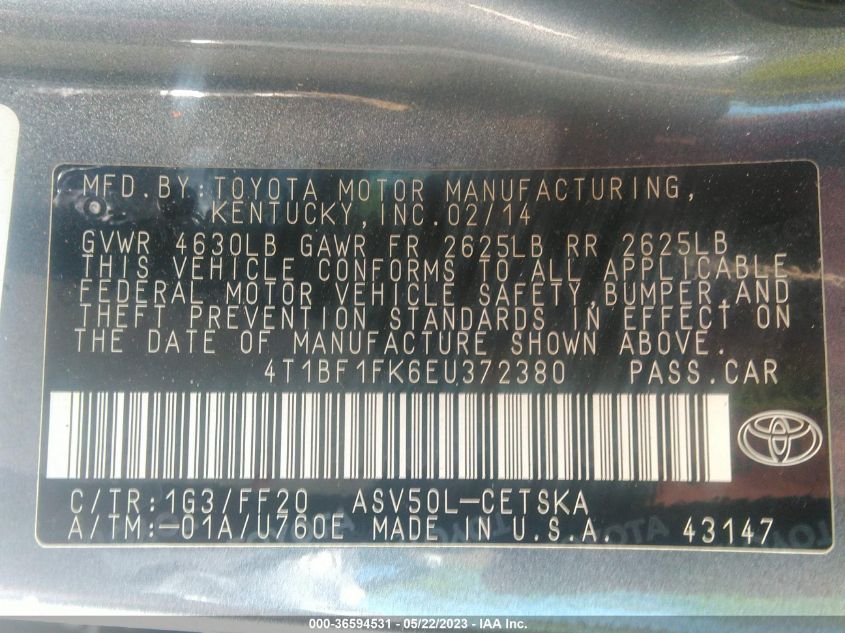 MFD.BY:TOYOTA MOTOR MANUFACTURING,
KENTUCKY,INC.02/14
GVWR 4630LB GAWR FR 2625LB RR 2625LB
THIS VEHICLE CONFORMS TO ALL APPLICABLE
FEDERAL MOTOR VEHICLE SAFETY,BUMPER,AND
THEFT PREVENTION STANDARDS IN EFFECT ON
THE DATE OF MANUFACTURE SHOWN ABOVE.
4T1BF1FK6EU372380 PASS.CAR
C/TR:1G3/FF20 ASV50L-CETSKA
A/TM:-01A/U760E MADE IN U.S.A. 43147
000-36594531 - 05/22/2023 - IAA Inc.